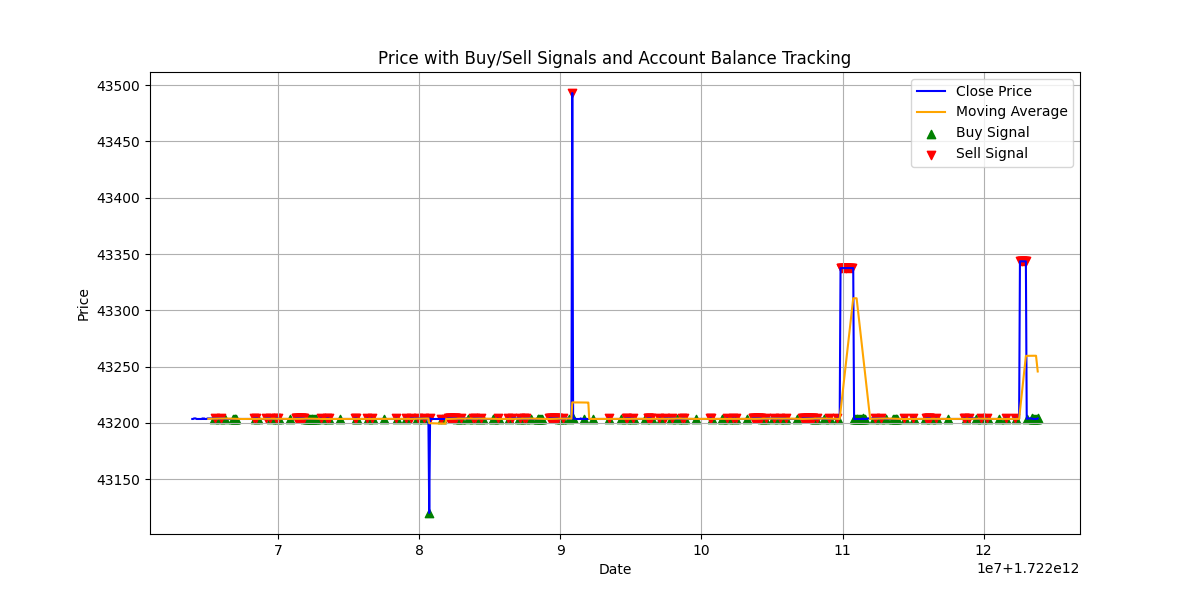 Price with Buy/Sell Signals and Account Balance Tracking
43500
43450
43400
43350
43300
43250
43200
43150
Price
Close Price
Moving Average
Buy Signal
Sell Signal
7 8 9 10 11 12
1e7+1.722e12
Date